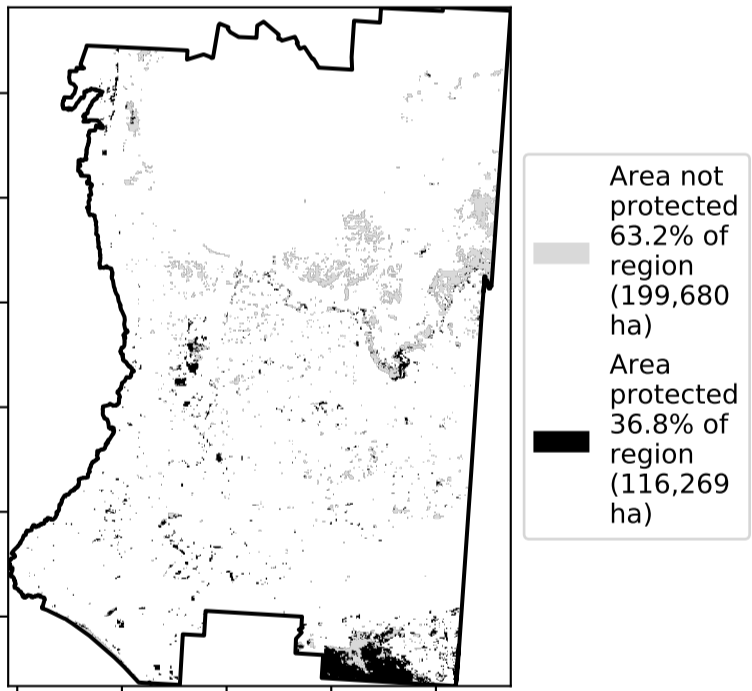 Area not
protected
63.2% of
region
(199,680
ha)
Area
protected
36.8% of
region
(116,269
ha)